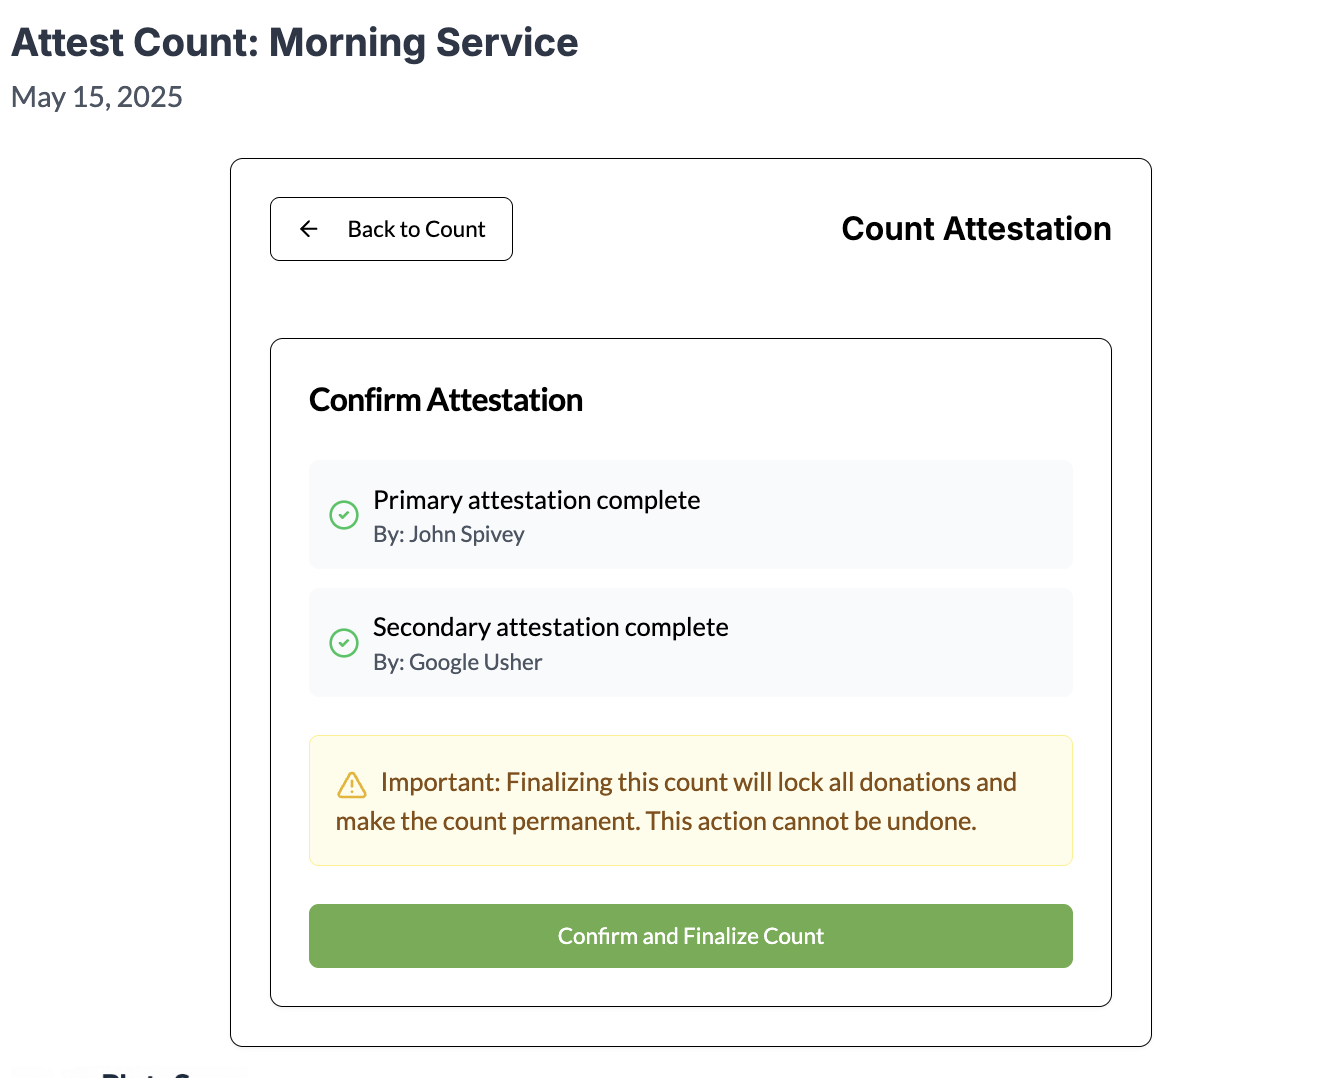 Attest Count: Morning Service
May 15, 2025
Back to Count
Count Attestation
Confirm Attestation
Primary attestation complete
By: John Spivey
Secondary attestation complete
By: Google Usher
Important: Finalizing this count will lock all donations and
make the count permanent. This action cannot be undone.
Confirm and Finalize Count